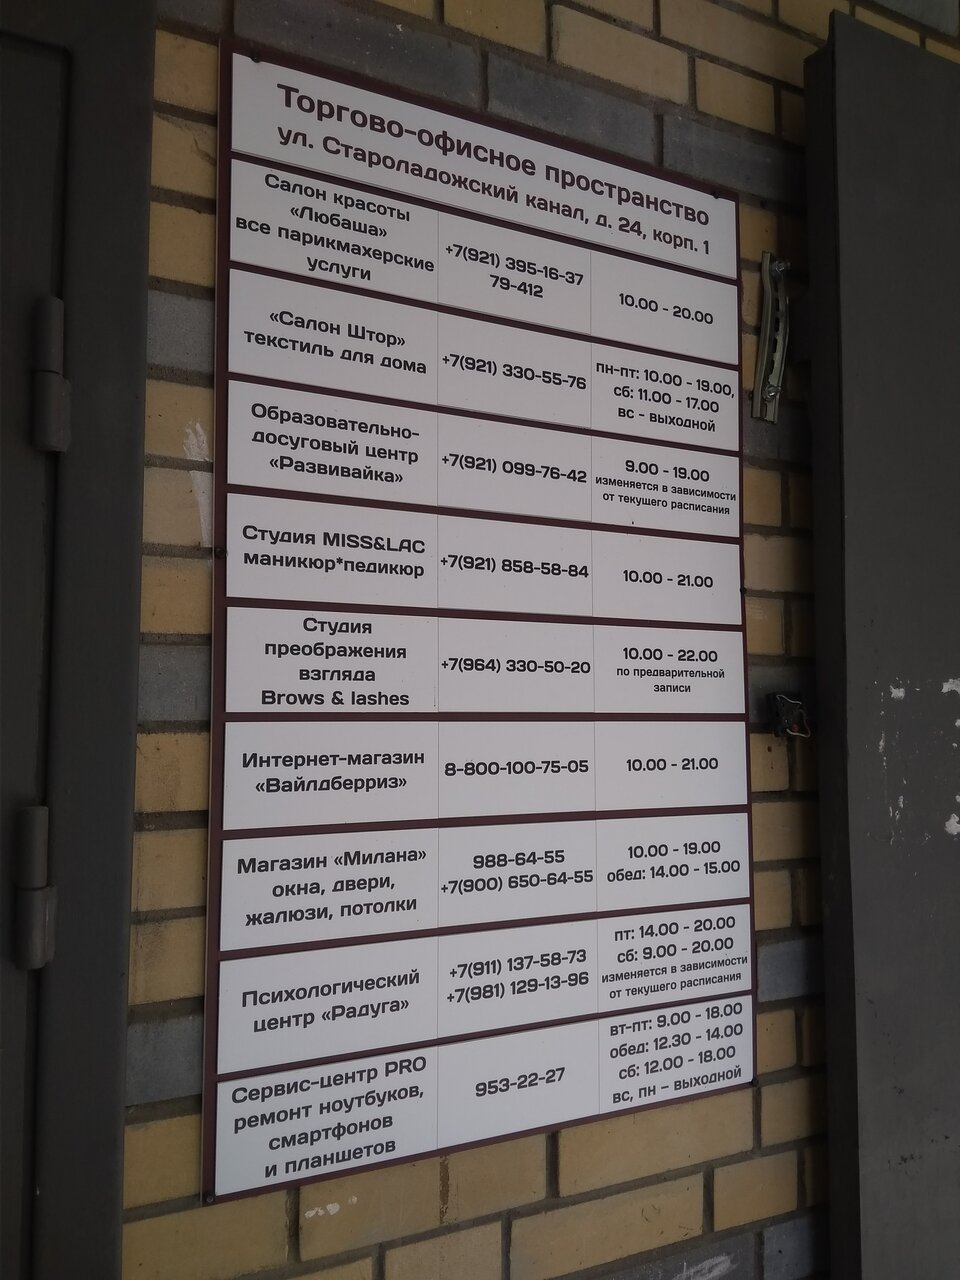 Торгово-офисное пространство
ул. Староладожский канал, д. 24, корп. 1
Салон красоты
«Любаша»
все парикмахерские
услуги
+7(921) 395-16-37
79-412
10.00 - 20.00
«Салон Штор»
текстиль для дома
+7(921) 330-55-76
пн-пт: 10.00 - 19.00,
сб: 11.00 - 17.00
вс - выходной
Образовательно-
досуговый центр
«Развивайка»
+7(921) 099-76-42
9.00 - 19.00
изменяется в зависимости
от текущего расписания
Студия MISS&LAC
маникюр*педикюр
+7(921) 858-58-84
10.00 - 21.00
Студия
преображения
взгляда
Brows & lashes
+7(964) 330-50-20
10.00 - 22.00
по предварительной
записи
Интернет-магазин
«Вайлдберриз»
8-800-100-75-05
10.00 - 21.00
Магазин «Милана»
окна, двери,
жалюзи, потолки
988-64-55
+7(900) 650-64-55
10.00 - 19.00
обед: 14.00 - 15.00
Психологический
центр «Радуга»
+7(911) 137-58-73
+7(981) 129-13-96
пт: 14.00 - 20.00
сб: 9.00 - 20.00
изменяется в зависимости
от текущего расписания
Сервис-центр PRO
ремонт ноутбуков,
смартфонов
и планшетов
953-22-27
вт-пт: 9.00 - 18.00
обед: 12.30 - 14.00
сб: 12.00 - 18.00
вс, пн – выходной